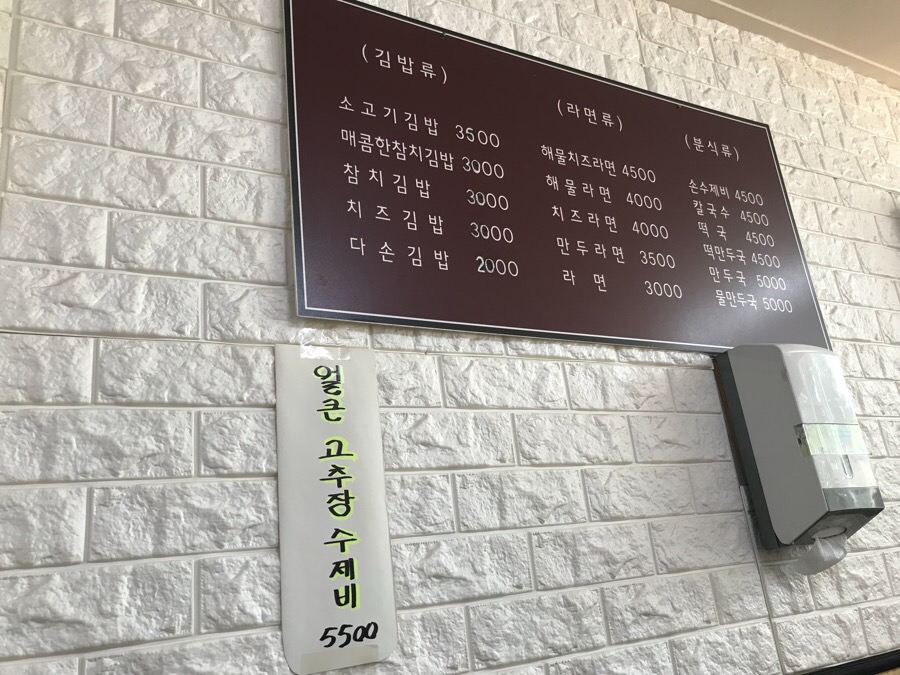 (김밥류)
소고기김밥 3500
매콤한참치김밥 3000
참치김밥 3000
치즈김밥 3000
다손김밥 2000
(라면류)
해물치즈라면 4500
해물라면 4000
치즈라면 4000
만두라면 3500
라면 3000
(분식류)
손수제비 4500
칼국수 4500
떡국 4500
떡만두국 4500
만두국 5000
물만두국 5000
얼큰 고추장 수제비
5500